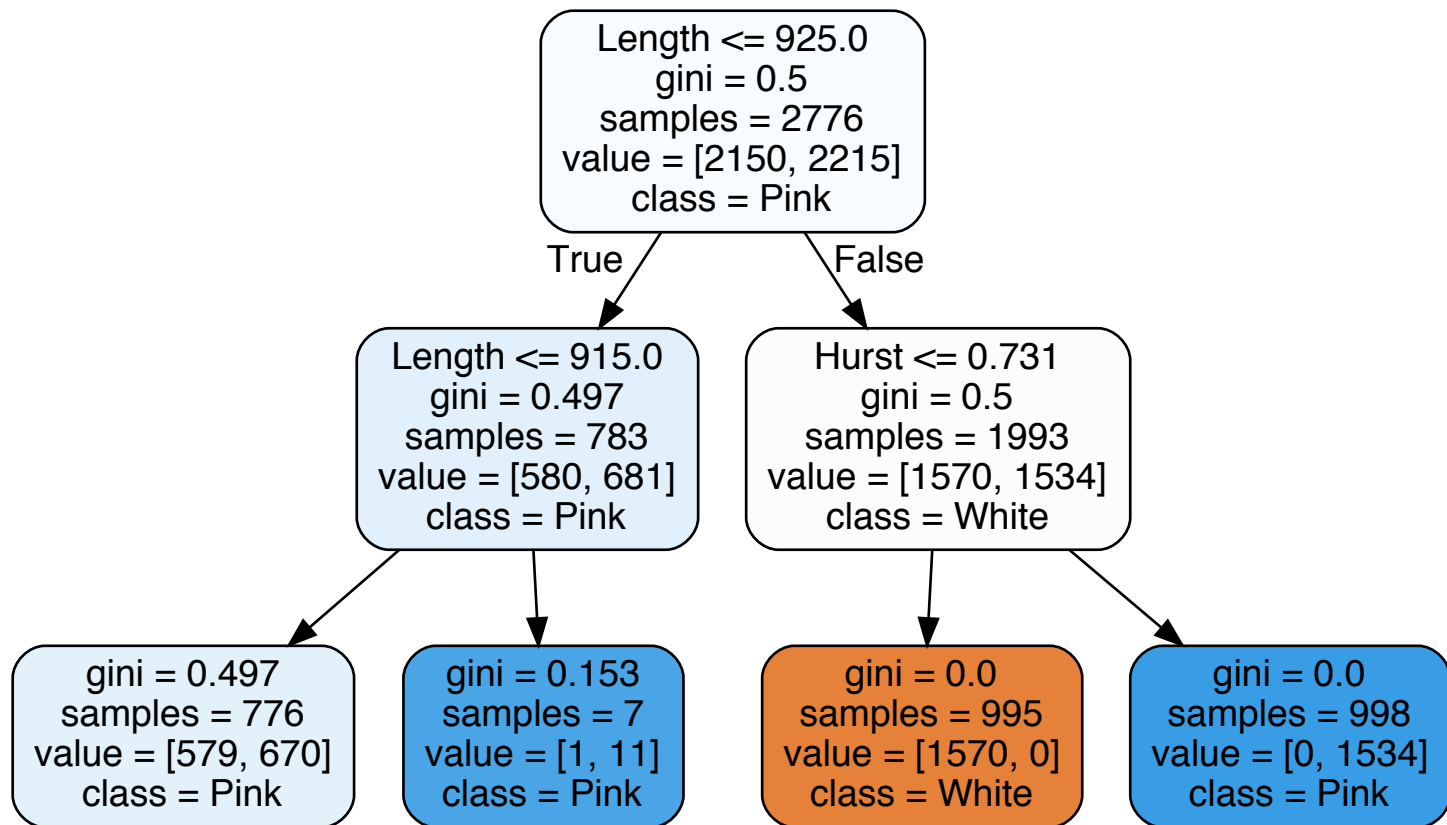 Length <= 925.0
gini = 0.5
samples = 2776
value = [2150, 2215]
class = Pink
True
False
Length <= 915.0
gini = 0.497
samples = 783
value = [580, 681]
class = Pink
Hurst <= 0.731
gini = 0.5
samples = 1993
value = [1570, 1534]
class = White
gini = 0.497
samples = 776
value = [579, 670]
class = Pink
gini = 0.153
samples = 7
value = [1, 11]
class = Pink
gini = 0.0
samples = 995
value = [1570, 0]
class = White
gini = 0.0
samples = 998
value = [0, 1534]
class = Pink